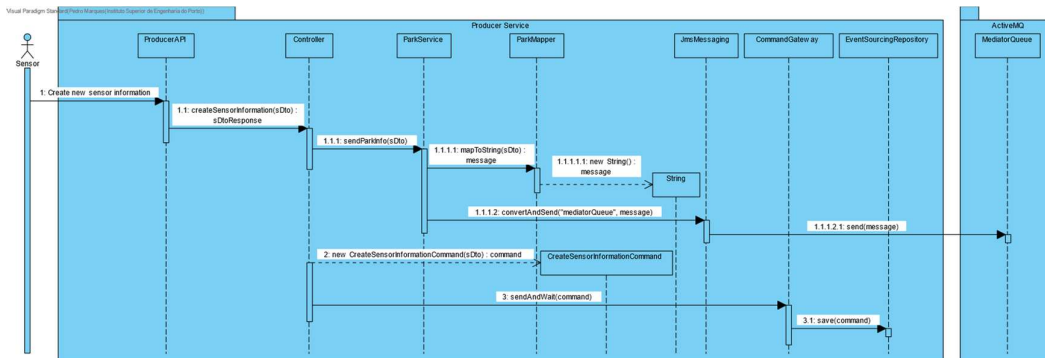 Visual Paradigm Standard(Pedro Marques(Instituto Superior de Engenharia do Porto))
Producer Service
ActiveMQ
Sensor
ProducerAPI
Controller
ParkService
ParkMapper
JmsMessaging
CommandGateway
EventSourcingRepository
MediatorQueue
1: Create new sensor information
1.1: createSensorInformation(sDto) :
sDtoResponse
1.1.1: sendParkInfo(sDto)
1.1.1.1: mapToString(sDto) :
message
1.1.1.1.1: new String() :
message
String
1.1.1.2: convertAndSend("mediatorQueue", message)
1.1.1.2.1: send(message)
2: new CreateSensorInformationCommand(sDto) : command
CreateSensorInformationCommand
3: sendAndWait(command)
3.1: save(command)